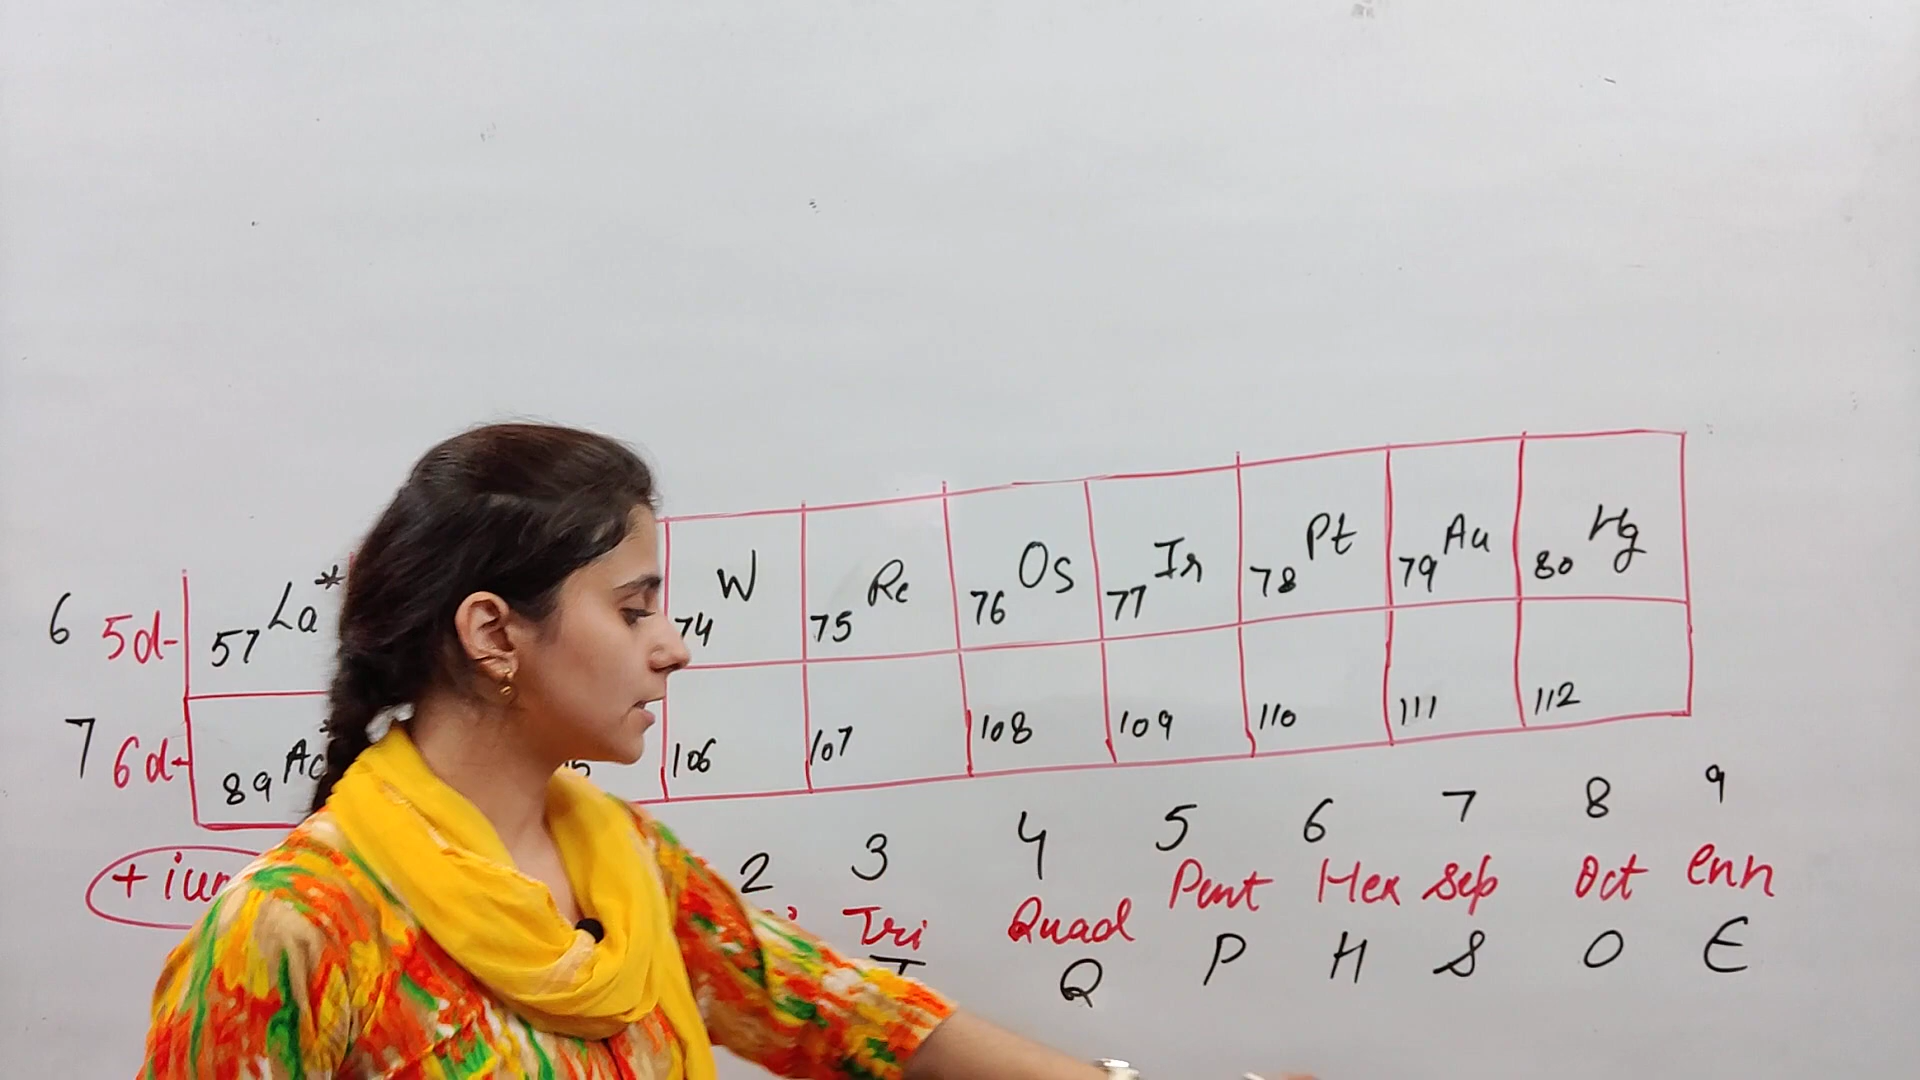 6 5d- 57 La* 74 W 75 Re 76 Os 77 Ir 78 Pt 79 Au 80 Hg
7 6d- 89 Ac 106 107 108 109 110 111 112
2 3 4 5 6 7 8 9
Tri Quad Pent Hex Sep Oct enn
T Q P H S O E